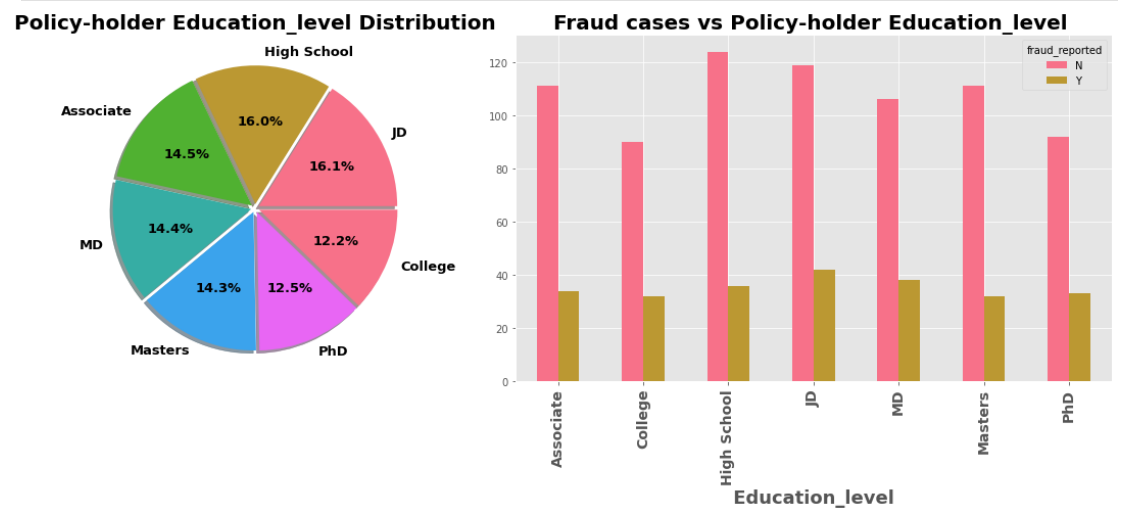 Policy-holder Education_level Distribution
High School
Associate
JD
MD
College
Masters
PhD
16.0%
16.1%
14.5%
14.4%
12.2%
14.3%
12.5%
Fraud cases vs Policy-holder Education_level
fraud_reported
N
Y
120
100
80
60
40
20
0
Associate
College
High School
JD
MD
Masters
PhD
Education_level